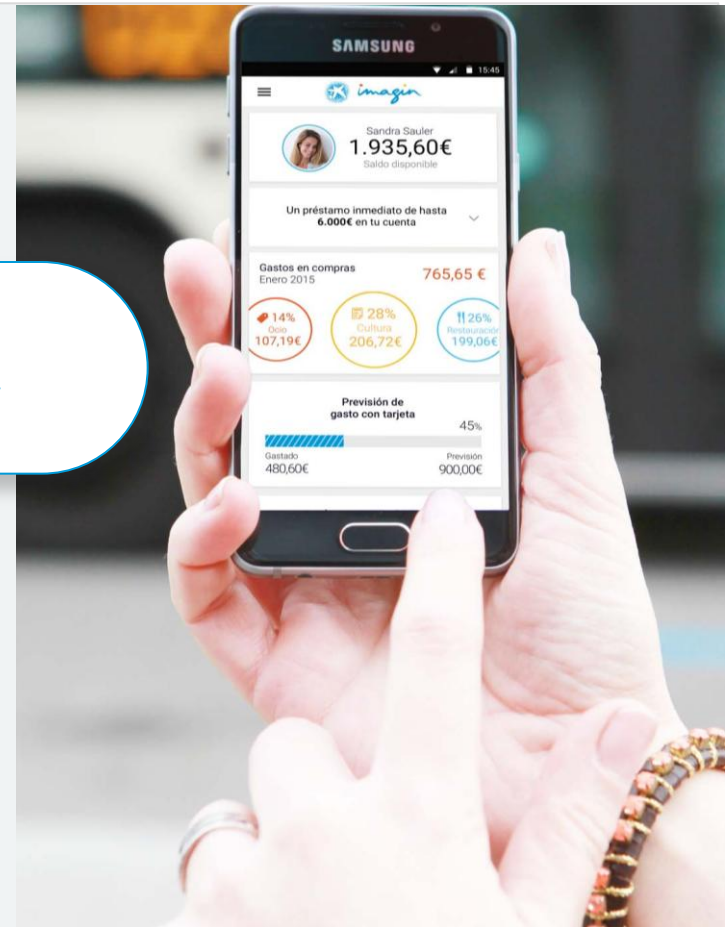 SAMSUNG
15:45
imagin
Sandra Sauler
1.935,60€
Saldo disponible
Un préstamo inmediato de hasta
6.000€ en tu cuenta
Gastos en compras
Enero 2015
765,65 €
14%
Ocio
107,19€
28%
Cultura
206,72€
26%
Restauración
199,06€
Previsión de
gasto con tarjeta
45%
Gastado
480,60€
Previsión
900,00€